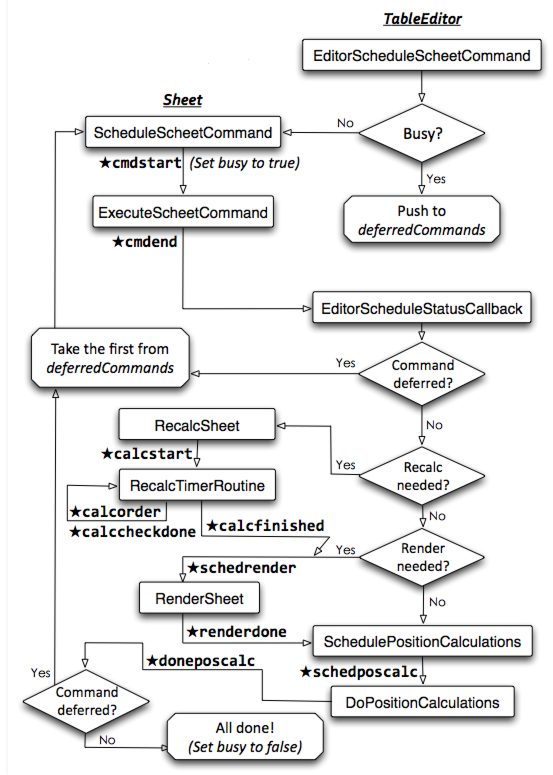 TableEditor
EditorScheduleScheetCommand
Sheet
ScheduleScheetCommand
No
Busy?
★cmdstart (Set busy to true)
Yes
ExecuteScheetCommand
Push to
deferredCommands
★cmdend
EditorScheduleStatusCallback
Take the first from
deferredCommands
Yes
Command
deferred?
No
RecalcSheet
★calcstart
Yes
Recalc
needed?
RecalcTimerRoutine
★calcorder
★calccheckdone
★calcfinished
No
Yes
Render
needed?
★schedrender
RenderSheet
No
★renderdone
SchedulePositionCalculations
★doneposcalc
★schedposcalc
Yes
Command
deferred?
DoPositionCalculations
No
All done!
(Set busy to false)